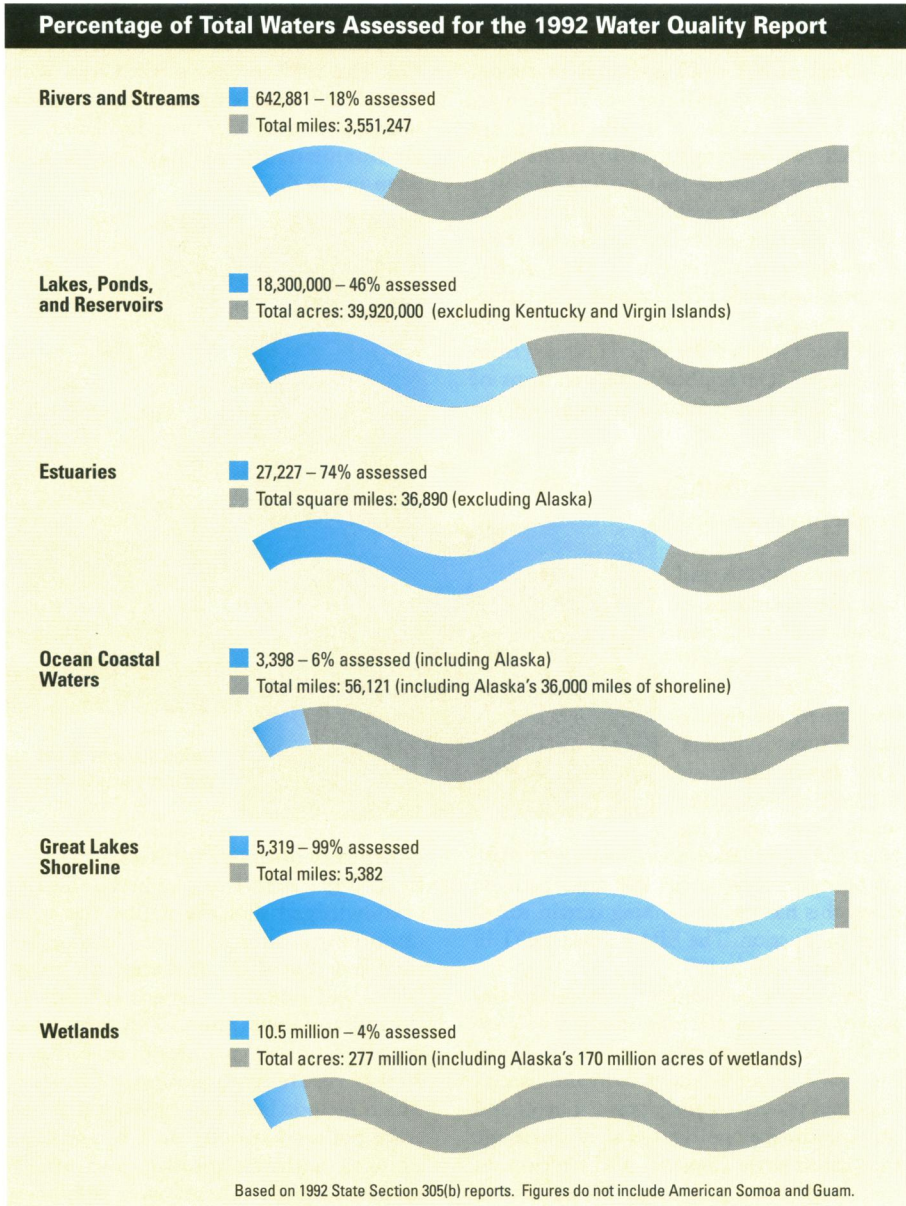 Percentage of Total Waters Assessed for the 1992 Water Quality Report
Rivers and Streams
642,881 – 18% assessed
Total miles: 3,551,247
Lakes, Ponds,
and Reservoirs
18,300,000 – 46% assessed
Total acres: 39,920,000 (excluding Kentucky and Virgin Islands)
Estuaries
27,227 – 74% assessed
Total square miles: 36,890 (excluding Alaska)
Ocean Coastal
Waters
3,398 – 6% assessed (including Alaska)
Total miles: 56,121 (including Alaska's 36,000 miles of shoreline)
Great Lakes
Shoreline
5,319 – 99% assessed
Total miles: 5,382
Wetlands
10.5 million – 4% assessed
Total acres: 277 million (including Alaska's 170 million acres of wetlands)
Based on 1992 State Section 305(b) reports. Figures do not include American Somoa and Guam.